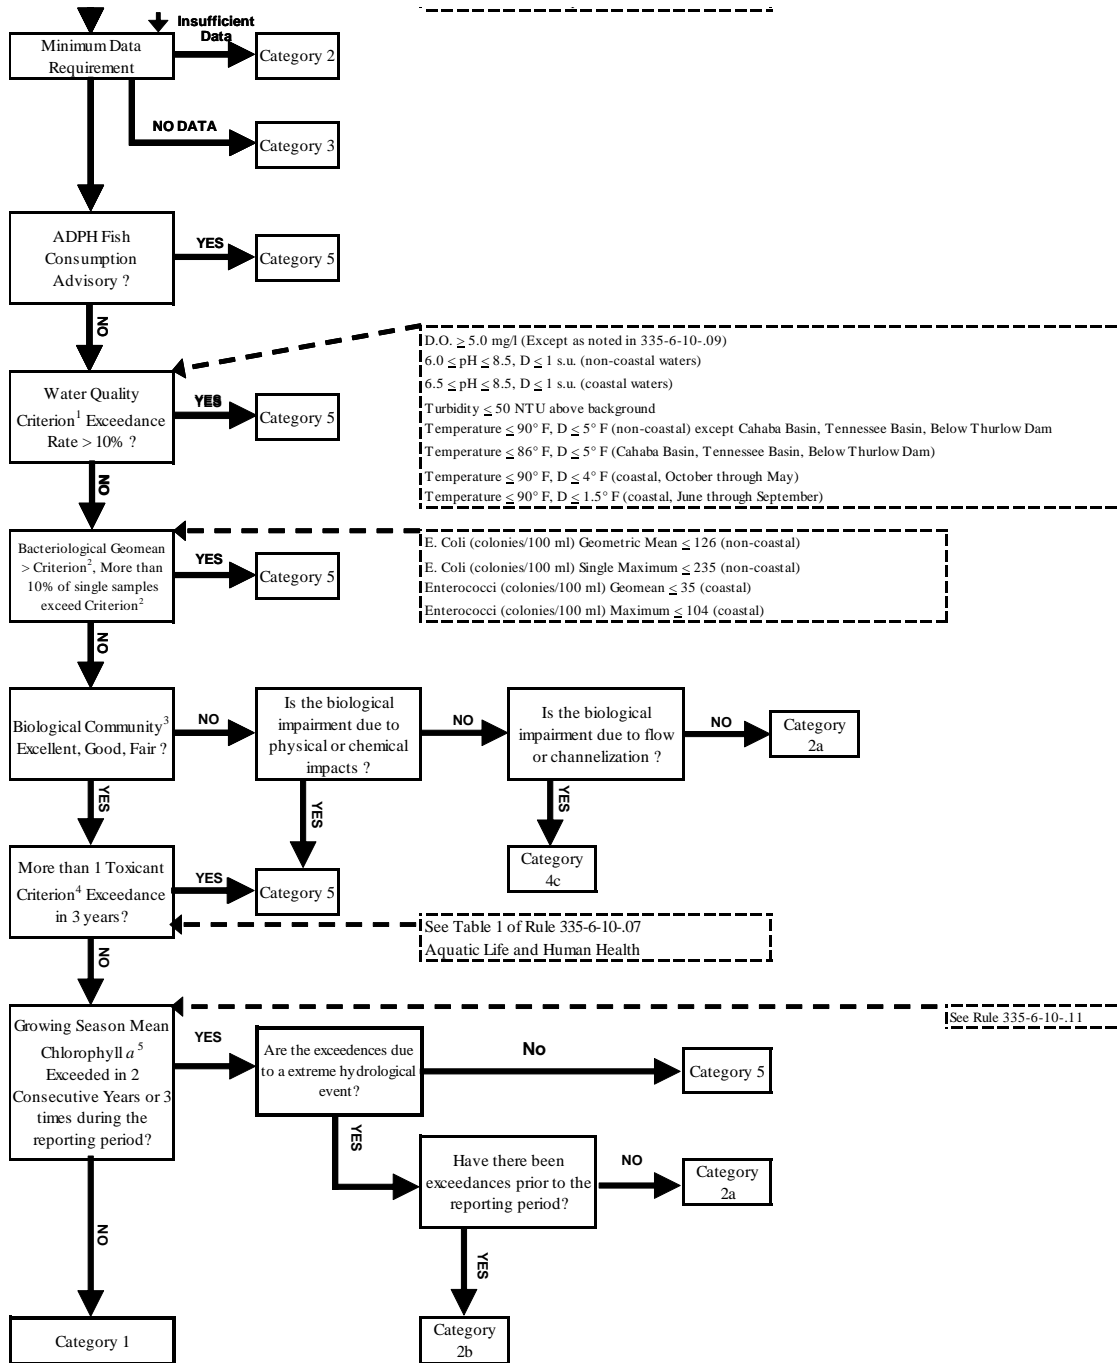 Insufficient
Data
Minimum Data
Requirement
Category 2
NO DATA
Category 3
ADPH Fish
Consumption
Advisory ?
YES
Category 5
NO
D.O. ≥ 5.0 mg/l (Except as noted in 335-6-10-.09)
6.0 ≤ pH ≤ 8.5, D ≤ 1 s.u. (non-coastal waters)
6.5 ≤ pH ≤ 8.5, D ≤ 1 s.u. (coastal waters)
Turbidity ≤ 50 NTU above background
Temperature ≤ 90° F, D ≤ 5° F (non-coastal) except Cahaba Basin, Tennessee Basin, Below Thurlow Dam
Temperature ≤ 86° F, D ≤ 5° F (Cahaba Basin, Tennessee Basin, Below Thurlow Dam)
Temperature ≤ 90° F, D ≤ 4° F (coastal, October through May)
Temperature ≤ 90° F, D ≤ 1.5° F (coastal, June through September)
Water Quality
Criterion¹ Exceedance
Rate > 10% ?
YES
Category 5
NO
E. Coli (colonies/100 ml) Geometric Mean ≤ 126 (non-coastal)
E. Coli (colonies/100 ml) Single Maximum ≤ 235 (non-coastal)
Enterococci (colonies/100 ml) Geomean ≤ 35 (coastal)
Enterococci (colonies/100 ml) Maximum ≤ 104 (coastal)
Bacteriological Geomean
> Criterion², More than
10% of single samples
exceed Criterion²
YES
Category 5
NO
Biological Community³
Excellent, Good, Fair ?
NO
Is the biological
impairment due to
physical or chemical
impacts ?
NO
Is the biological
impairment due to flow
or channelization ?
NO
Category
2a
YES
YES
YES
Category
4c
More than 1 Toxicant
Criterion⁴ Exceedance
in 3 years?
YES
Category 5
See Table 1 of Rule 335-6-10-.07
Aquatic Life and Human Health
NO
See Rule 335-6-10-.11
Growing Season Mean
Chlorophyll a ⁵
Exceeded in 2
Consecutive Years or 3
times during the
reporting period?
YES
Are the exceedences due
to a extreme hydrological
event?
No
Category 5
YES
Have there been
exceedances prior to the
reporting period?
NO
Category
2a
NO
YES
Category 1
Category
2b